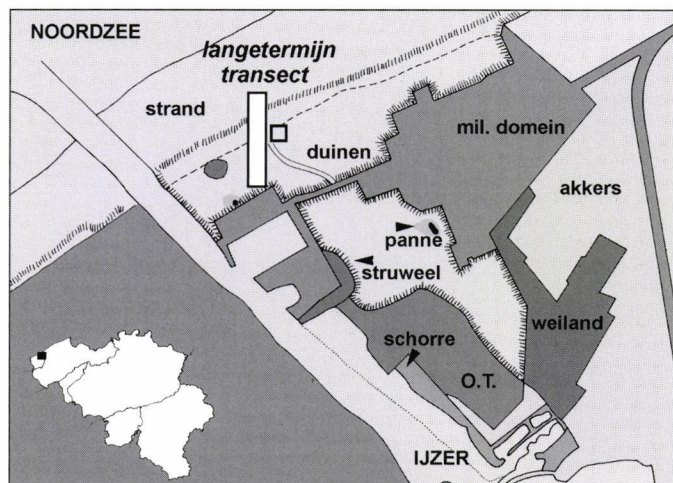 NOORDZEE
langetermijn
transect
strand
duinen
mil. domein
akkers
panne
struweel
weiland
schorre
O.T.
IJZER